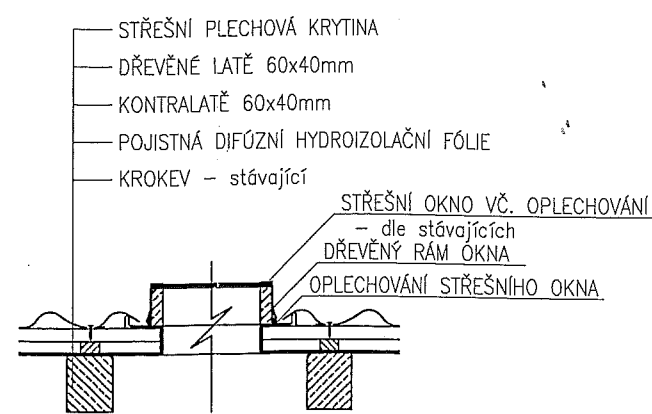 STŘEŠNÍ PLECHOVÁ KRYTINA
DŘEVĚNÉ LATĚ 60x40mm
KONTRALATĚ 60x40mm
POJISTNÁ DIFÚZNÍ HYDROIZOLAČNÍ FÓLIE
KROKEV – stávající
STŘEŠNÍ OKNO VČ. OPLECHOVÁNÍ
– dle stávajících
DŘEVĚNÝ RÁM OKNA
OPLECHOVÁNÍ STŘEŠNÍHO OKNA